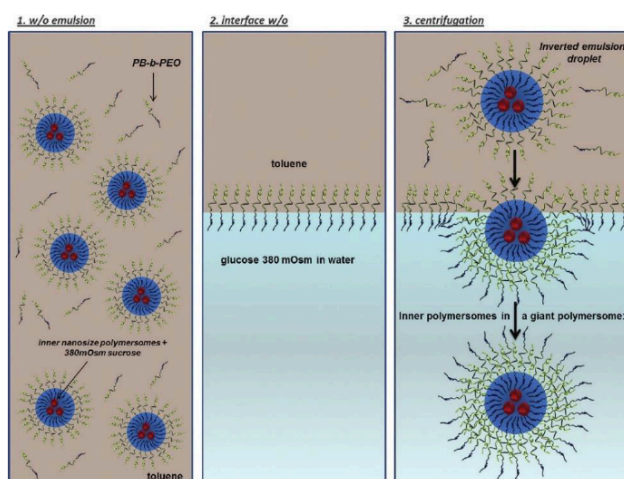 1. w/o emulsion
PB-b-PEO
inner nanosize polymersomes +
380mOsm sucrose
toluene
2. interface w/o
toluene
glucose 380 mOsm in water
3. centrifugation
Inverted emulsion
droplet
Inner polymersomes in a giant polymersome: